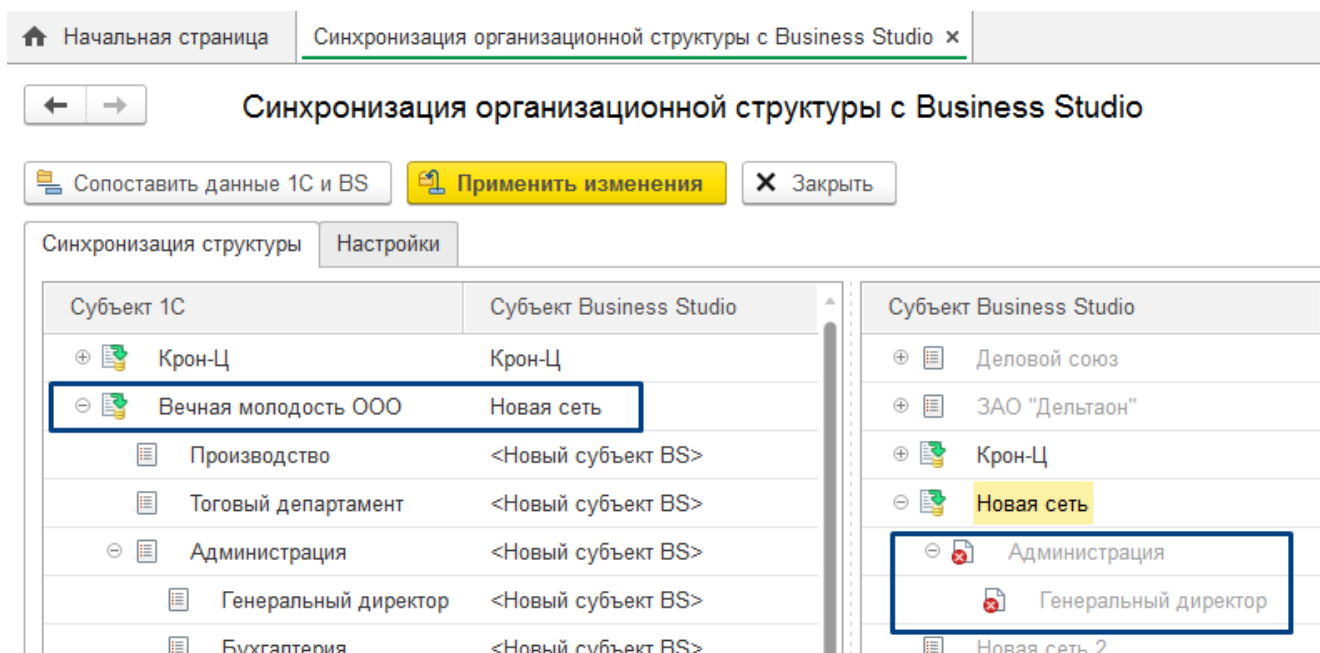 Начальная страница
Синхронизация организационной структуры с Business Studio ×
Синхронизация организационной структуры с Business Studio
Сопоставить данные 1С и BS
Применить изменения
Закрыть
Синхронизация структуры
Настройки
Субъект 1С Субъект Business Studio
Крон-Ц Крон-Ц
Вечная молодость ООО Новая сеть
Производство <Новый субъект BS>
Тоговый департамент <Новый субъект BS>
Администрация <Новый субъект BS>
Генеральный директор <Новый субъект BS>
Бухгалтерия <Новый субъект BS>
Субъект Business Studio
Деловой союз
ЗАО "Дельтаон"
Крон-Ц
Новая сеть
Администрация
Генеральный директор
Новая сеть 2